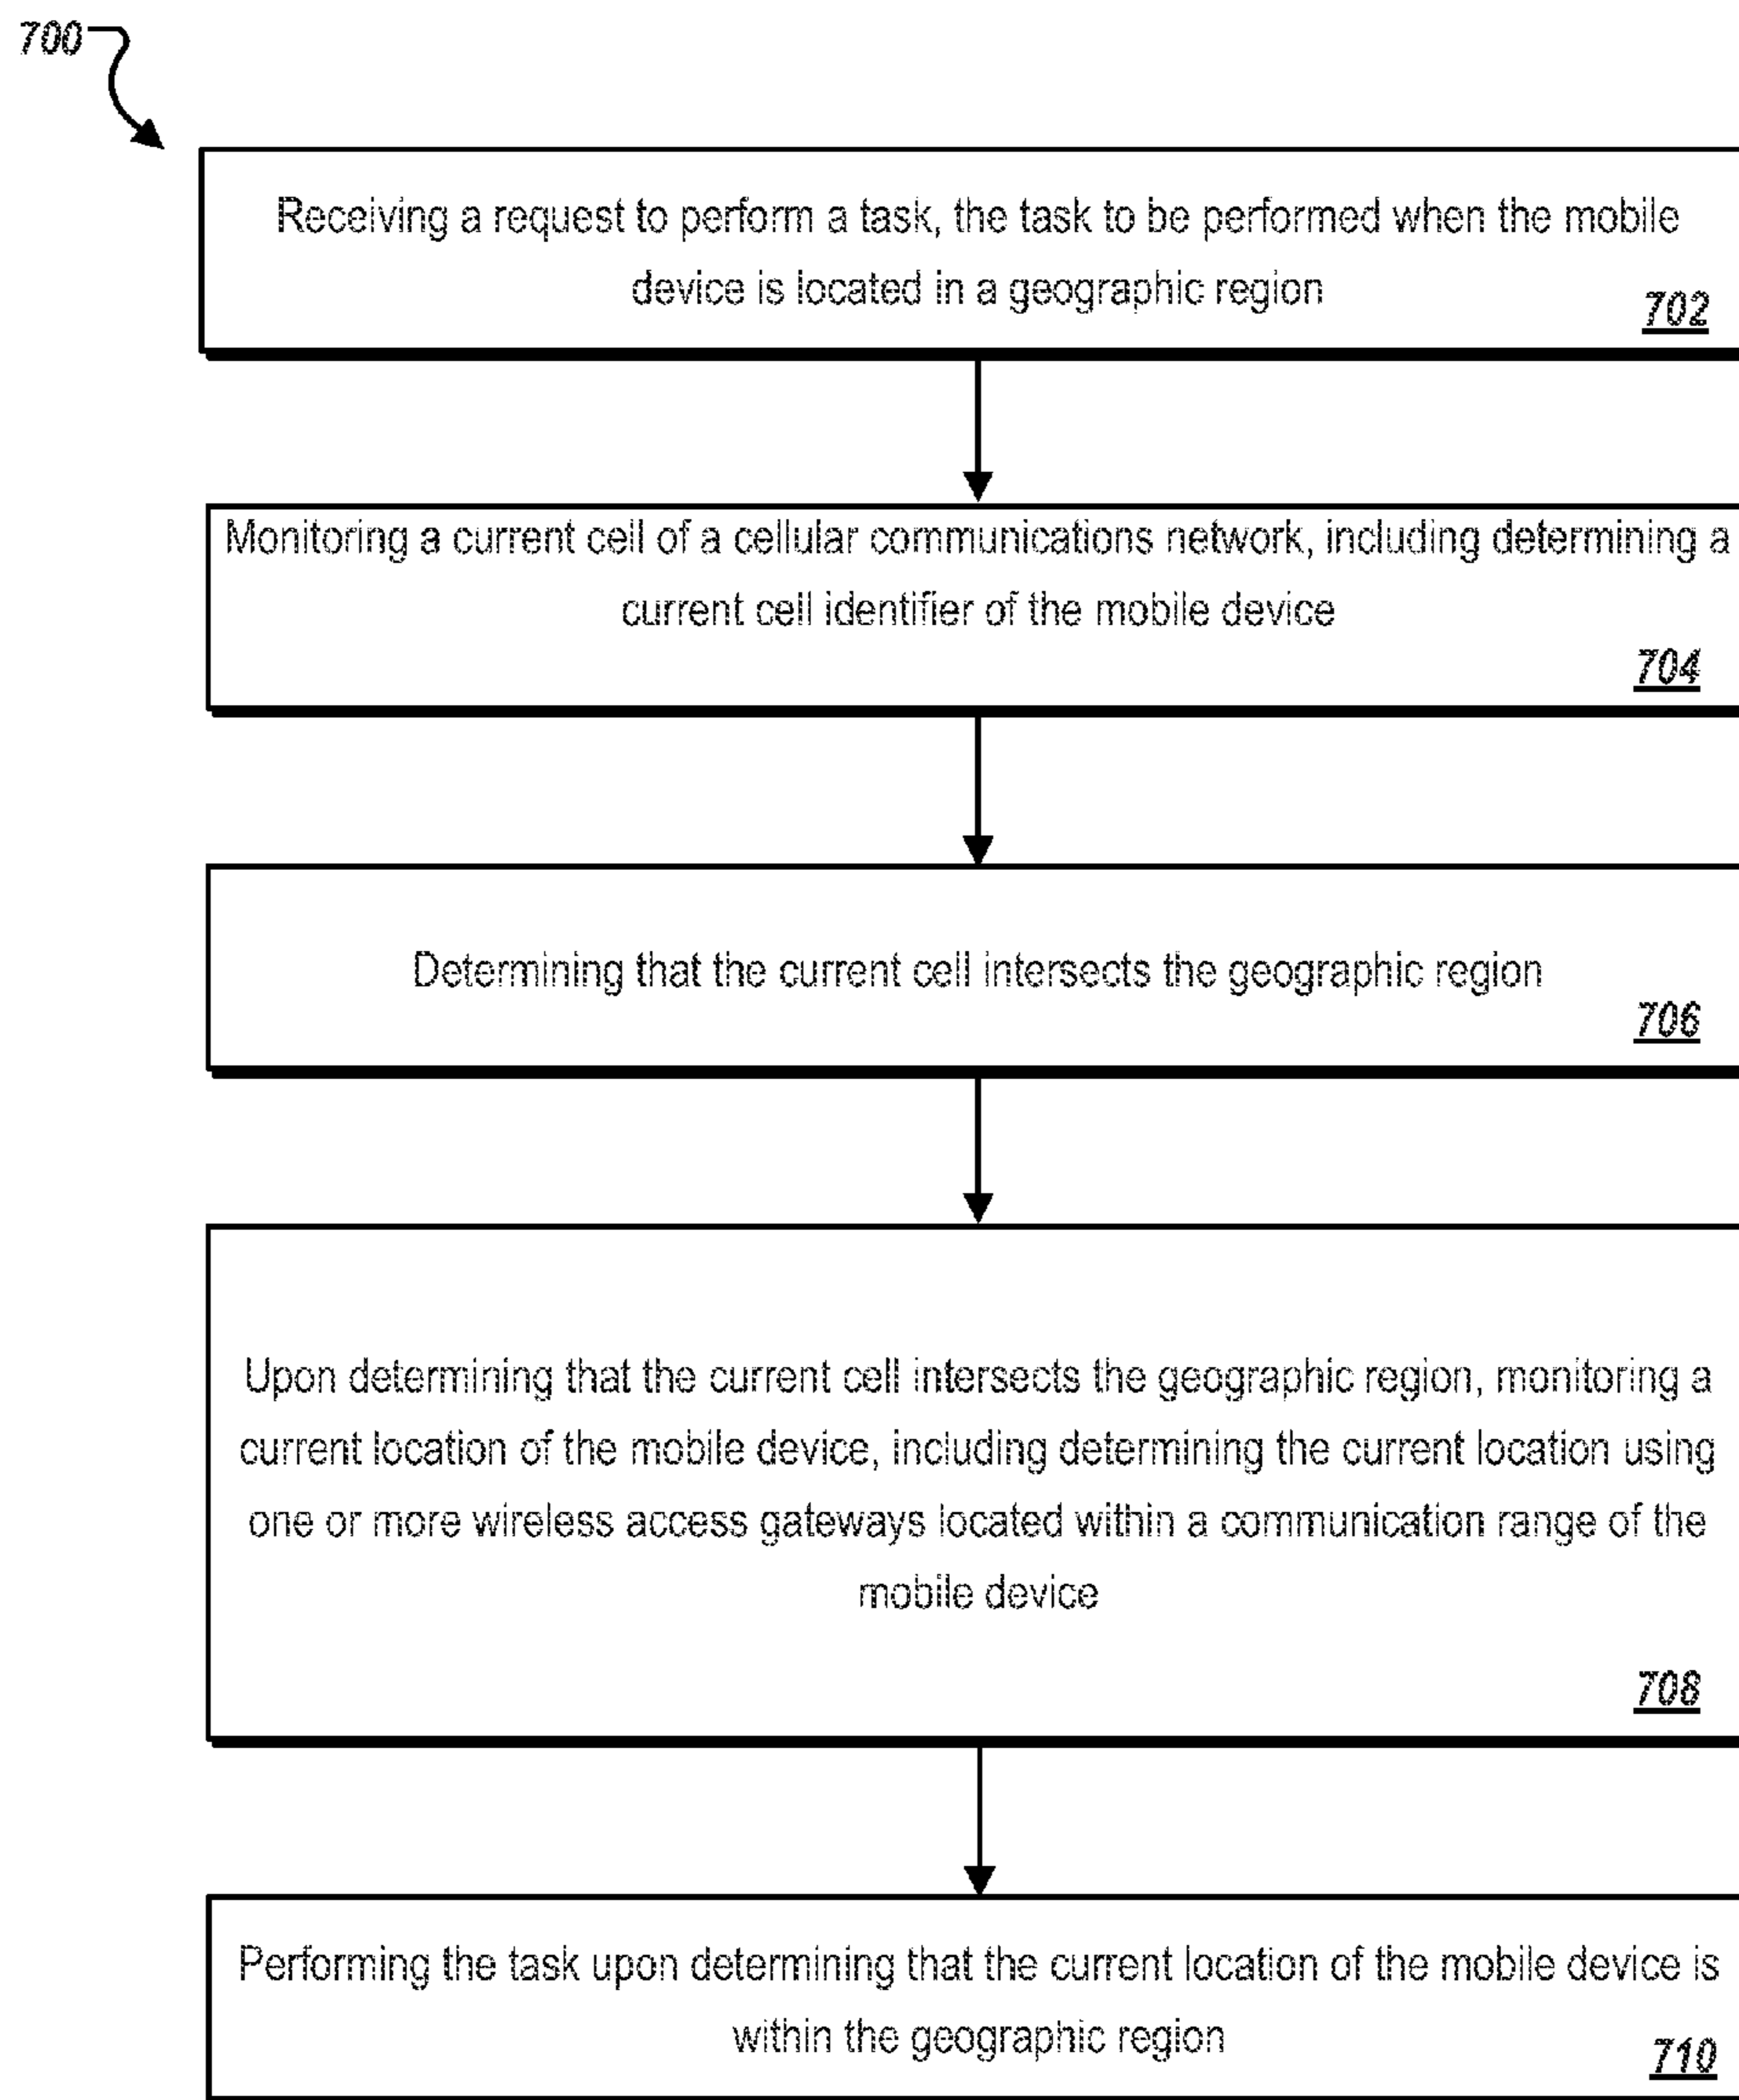 700
Receiving a request to perform a task, the task to be performed when the mobile
device is located in a geographic region
702
Monitoring a current cell of a cellular communications network, including determining a
current cell identifier of the mobile device
704
Determining that the current cell intersects the geographic region
706
Upon determining that the current cell intersects the geographic region, monitoring a
current location of the mobile device, including determining the current location using
one or more wireless access gateways located within a communication range of the
mobile device
708
Performing the task upon determining that the current location of the mobile device is
within the geographic region
710